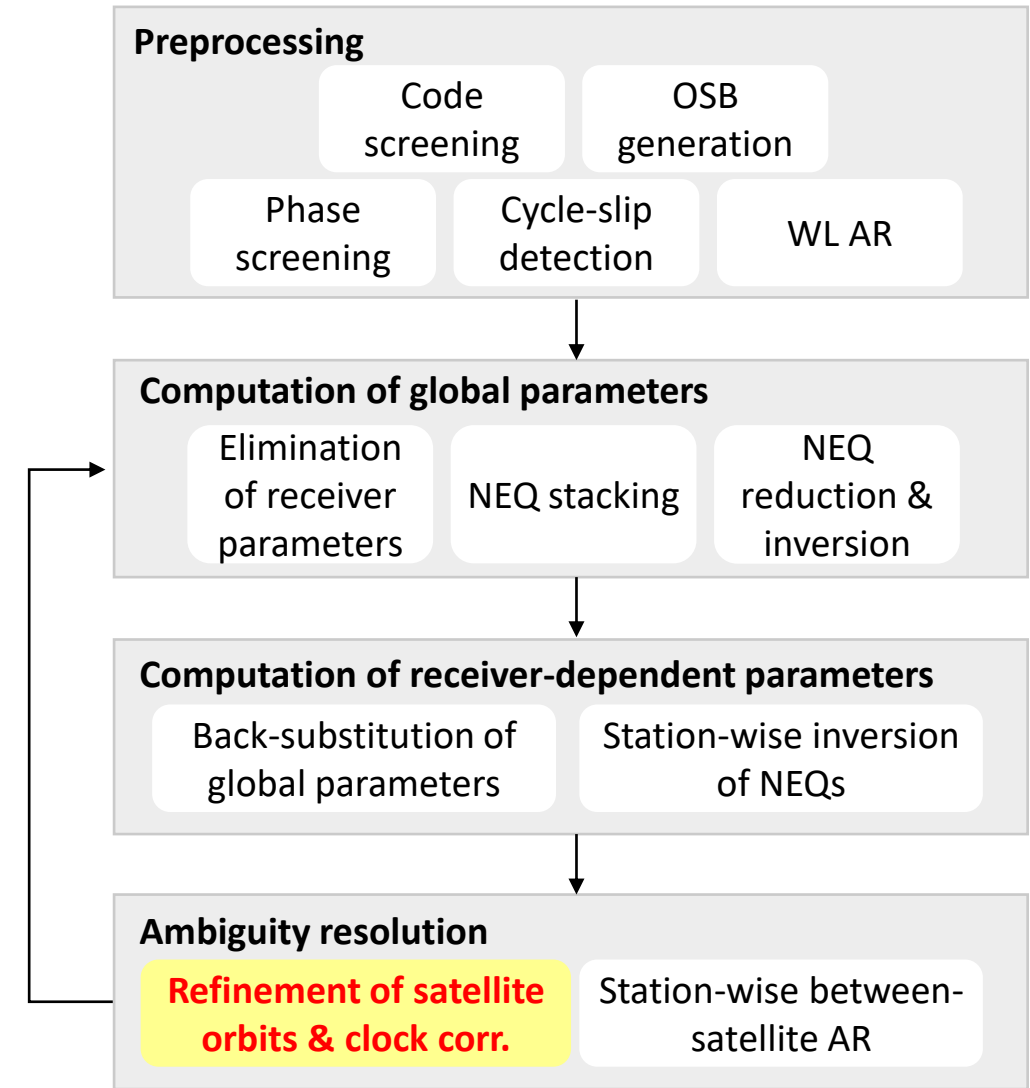 Preprocessing
Code
screening
OSB
generation
Phase
screening
Cycle-slip
detection
WL AR
Computation of global parameters
Elimination
of receiver
parameters
NEQ stacking
NEQ
reduction &
inversion
Computation of receiver-dependent parameters
Back-substitution of
global parameters
Station-wise inversion
of NEQs
Ambiguity resolution
Refinement of satellite
orbits & clock corr.
Station-wise between-
satellite AR